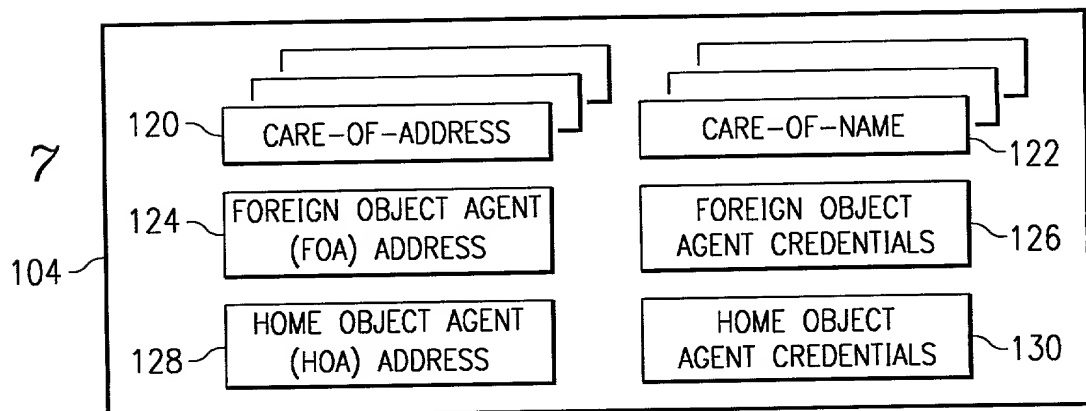 120
CARE-OF-ADDRESS
CARE-OF-NAME
122
7
124
FOREIGN OBJECT AGENT
(FOA) ADDRESS
FOREIGN OBJECT
AGENT CREDENTIALS
126
104
128
HOME OBJECT AGENT
(HOA) ADDRESS
HOME OBJECT
AGENT CREDENTIALS
130